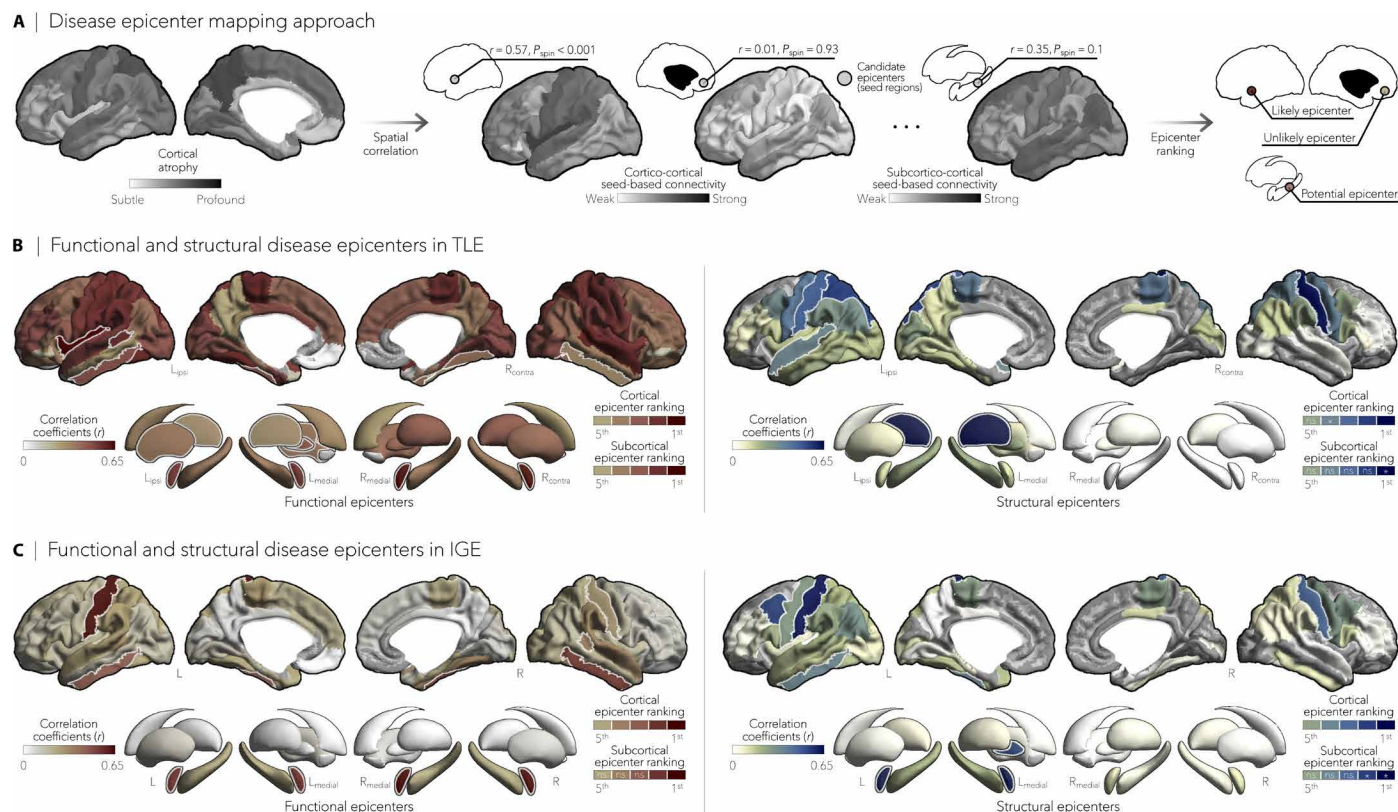 A | Disease epicenter mapping approach
r = 0.57, Pspin < 0.001
r = 0.01, Pspin = 0.93
r = 0.35, Pspin = 0.1
Candidate
epicenters
(seed regions)
Likely epicenter
Spatial
correlation
• • •
Epicenter
ranking
Unlikely epicenter
Cortical
atrophy
Cortico-cortical
seed-based connectivity
Subcortico-cortical
seed-based connectivity
Potential epicenter
Subtle Profound
Weak Strong
Weak Strong
B | Functional and structural disease epicenters in TLE
Lipsi
Rcontra
Lipsi
Rcontra
Correlation
coefficients (r)
0 0.65
Cortical
epicenter ranking
5th 1st
Subcortical
epicenter ranking
5th 1st
Lipsi
Lmedial
Rmedial
Rcontra
Functional epicenters
Correlation
coefficients (r)
0 0.65
Cortical
epicenter ranking
ns *
5th 1st
Subcortical
epicenter ranking
ns ns ns ns *
5th 1st
Lipsi
Lmedial
Rmedial
Rcontra
Structural epicenters
C | Functional and structural disease epicenters in IGE
L
R
L
R
Correlation
coefficients (r)
0 0.65
Cortical
epicenter ranking
5th 1st
Subcortical
epicenter ranking
ns ns ns
5th 1st
L
Lmedial
Rmedial
R
Functional epicenters
Correlation
coefficients (r)
0 0.65
Cortical
epicenter ranking
5th 1st
Subcortical
epicenter ranking
ns ns ns * *
5th 1st
L
Lmedial
Rmedial
R
Structural epicenters